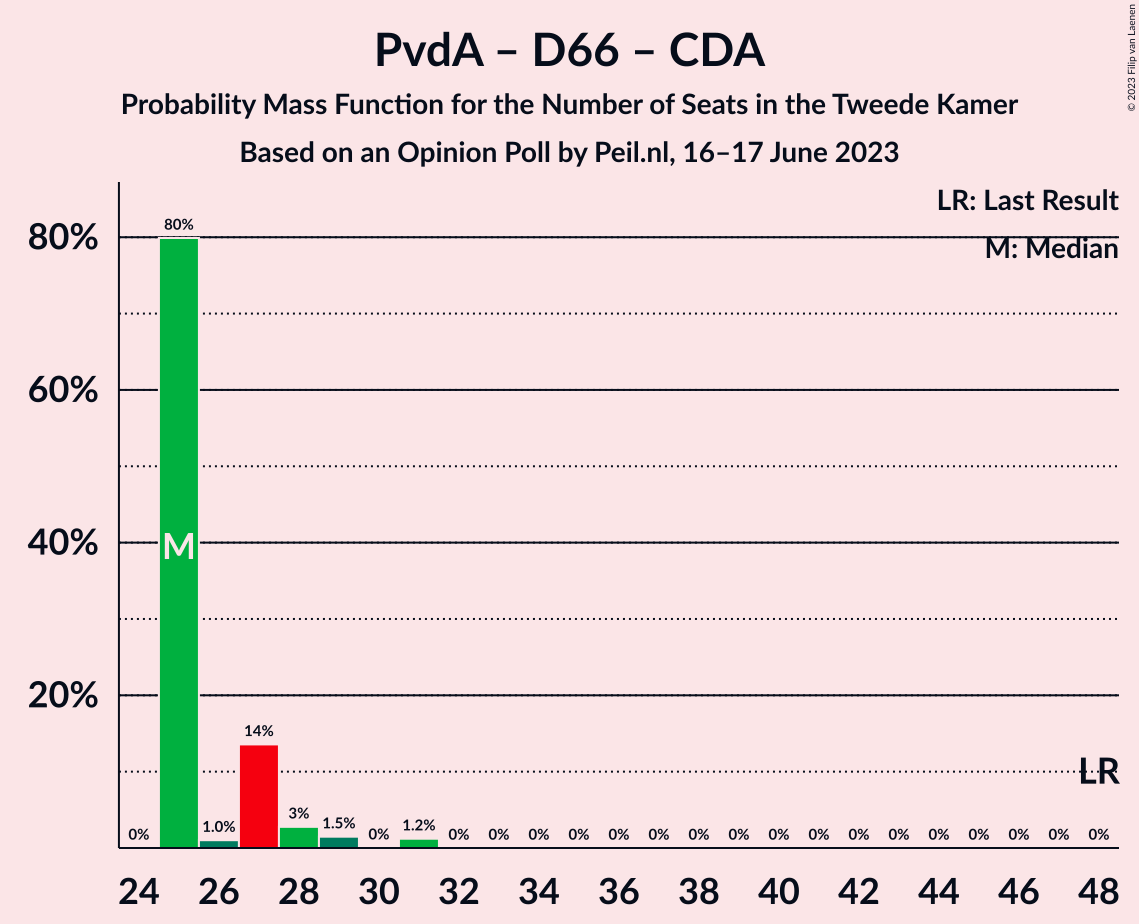 PvdA – D66 – CDA
Probability Mass Function for the Number of Seats in the Tweede Kamer
Based on an Opinion Poll by Peil.nl, 16–17 June 2023
© 2023 Filip van Laenen
LR: Last Result
M: Median
80%
60%
40%
20%
0% 80% 1.0% 14% 3% 1.5% 0% 1.2% 0% 0% 0% 0% 0% 0% 0% 0% 0% 0% 0% 0% 0% 0% 0% 0% 0%
M
LR
24 26 28 30 32 34 36 38 40 42 44 46 48